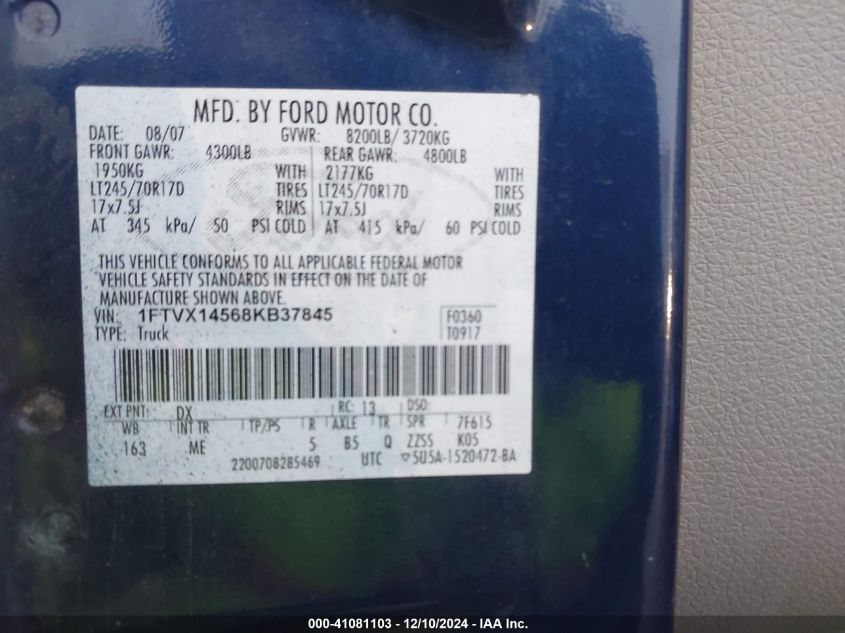 MFD. BY FORD MOTOR CO.
DATE: 08/07 GVWR: 8200LB/ 3720KG
FRONT GAWR: 4300LB REAR GAWR: 4800LB
1950KG WITH 2177KG WITH
LT245/70R17D TIRES LT245/70R17D TIRES
17x7.5J RIMS 17x7.5J RIMS
AT 345 kPa/ 50 PSI COLD AT 415 kPa/ 60 PSI COLD
THIS VEHICLE CONFORMS TO ALL APPLICABLE FEDERAL MOTOR
VEHICLE SAFETY STANDARDS IN EFFECT ON THE DATE OF
MANUFACTURE SHOWN ABOVE.
VIN: 1FTVX14568KB37845 F0360
TYPE: Truck T0917
EXT PNT: DX RC: 13 DSO:
WB INT TR TP/PS R AXLE TR SPR 7F615
163 ME 5 B5 Q ZZSS K05
2200708285469 UTC ▽5U5A-1520472-BA
000-41081103 - 12/10/2024 - IAA Inc.